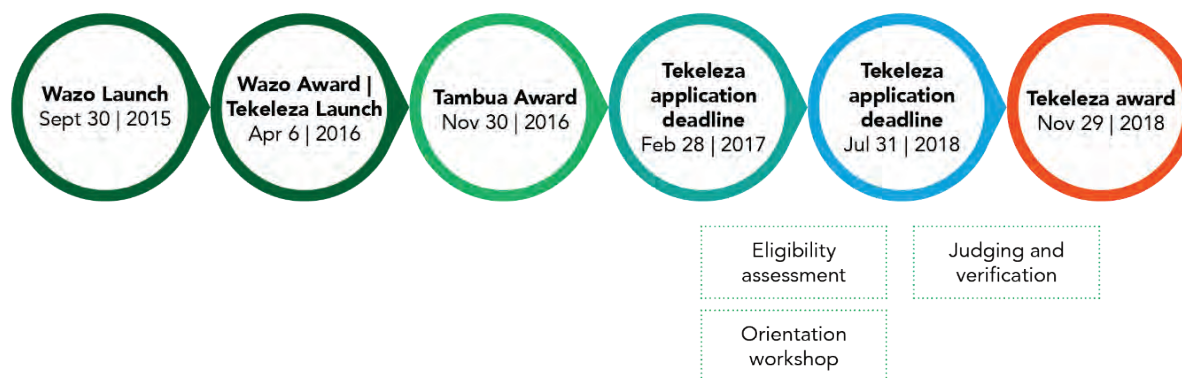 Wazo Launch
Sept 30 | 2015
Wazo Award |
Tekeleza Launch
Apr 6 | 2016
Tambua Award
Nov 30 | 2016
Tekeleza
application
deadline
Feb 28 | 2017
Tekeleza
application
deadline
Jul 31 | 2018
Tekeleza award
Nov 29 | 2018
Eligibility
assessment
Judging and
verification
Orientation
workshop